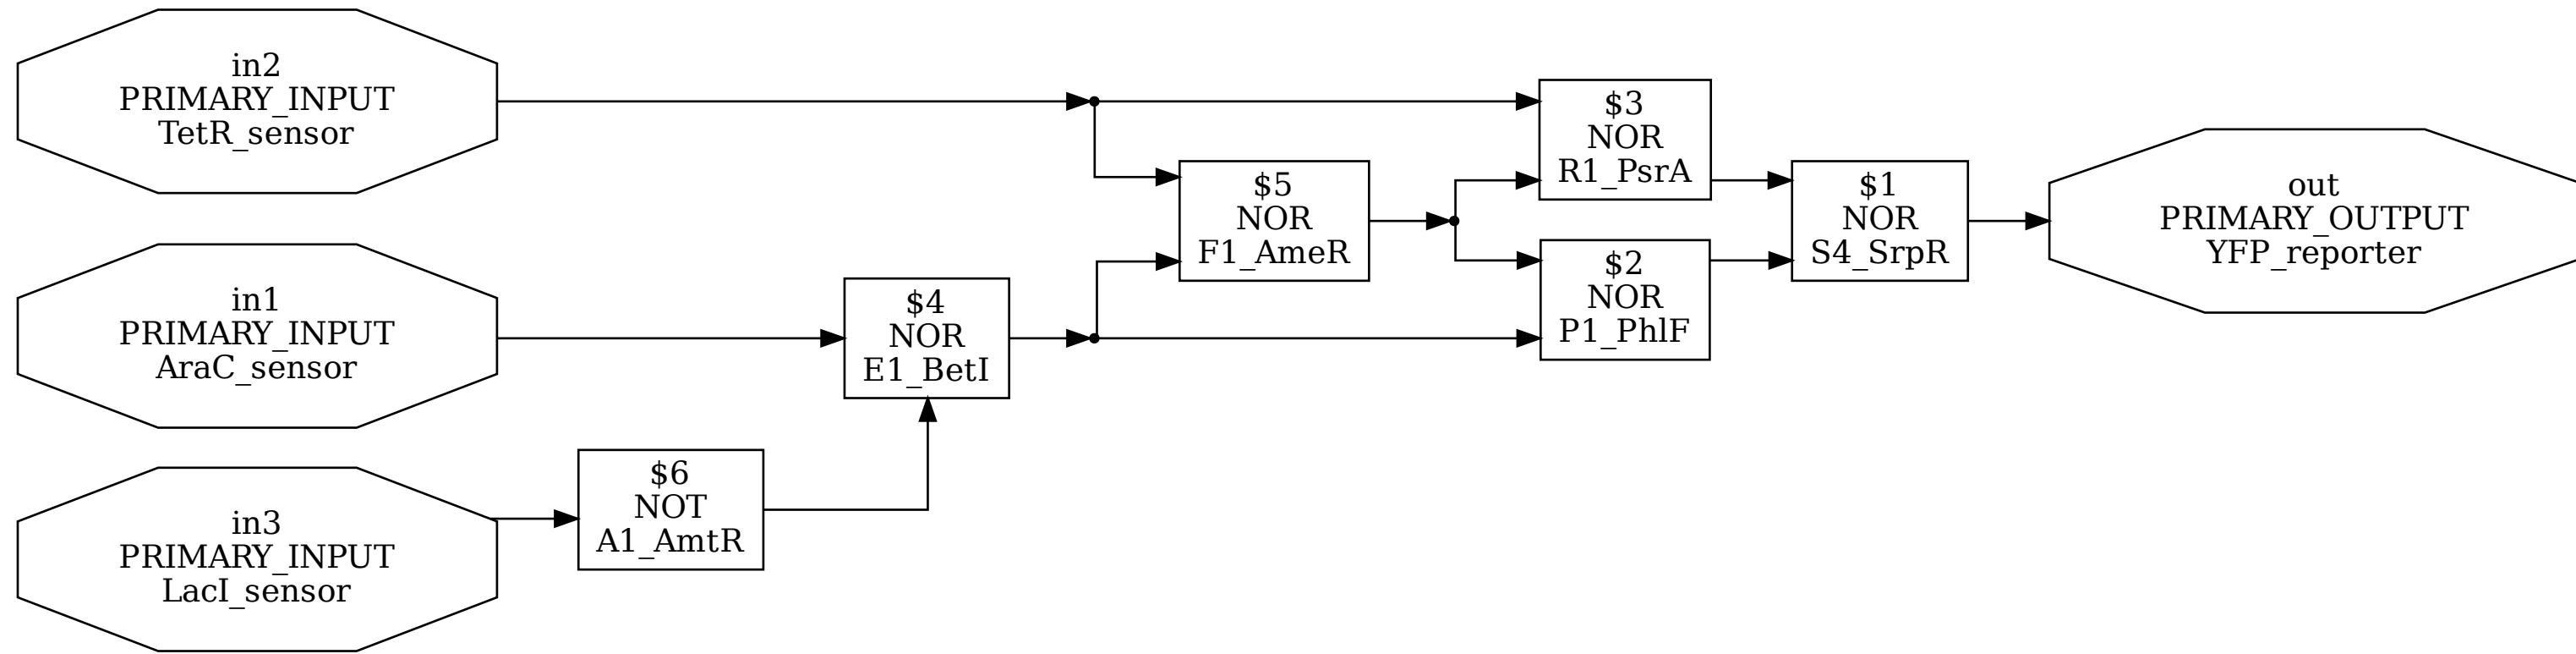 in2
PRIMARY_INPUT
TetR_sensor
in1
PRIMARY_INPUT
AraC_sensor
in3
PRIMARY_INPUT
LacI_sensor
$6
NOT
A1_AmtR
$4
NOR
E1_BetI
$5
NOR
F1_AmeR
$3
NOR
R1_PsrA
$2
NOR
P1_PhlF
$1
NOR
S4_SrpR
out
PRIMARY_OUTPUT
YFP_reporter